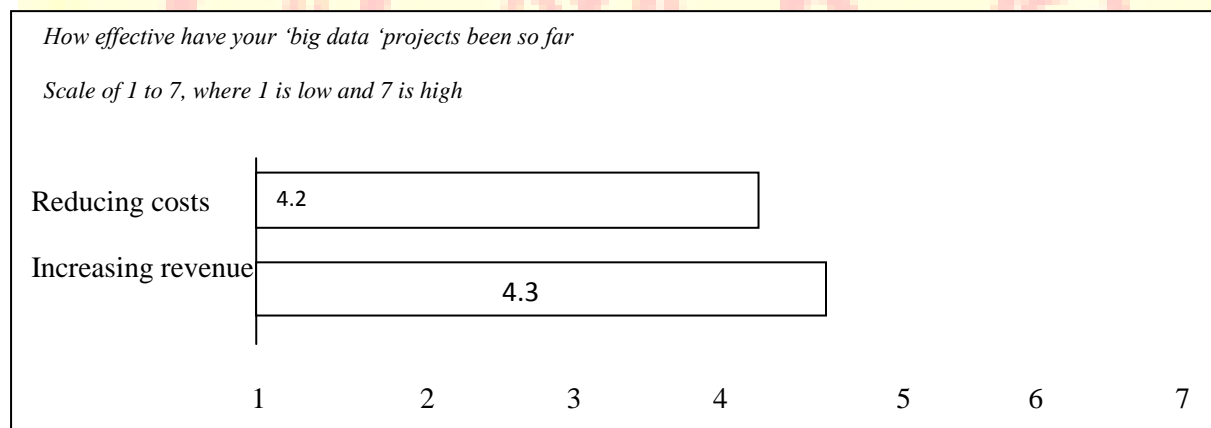 How effective have your ‘big data ‘projects been so far
Scale of 1 to 7, where 1 is low and 7 is high
Reducing costs 4.2
Increasing revenue 4.3
1 2 3 4 5 6 7